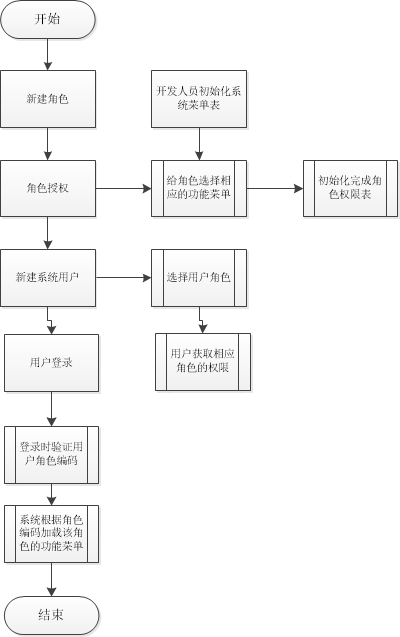 开始
新建角色
开发人员初始化系
统菜单表
角色授权
给角色选择相
应的功能菜单
初始化完成角
色权限表
新建系统用户
选择用户角色
用户登录
用户获取相应
角色的权限
登录时验证用
户角色编码
系统根据角色
编码加载该角
色的功能菜单
结束